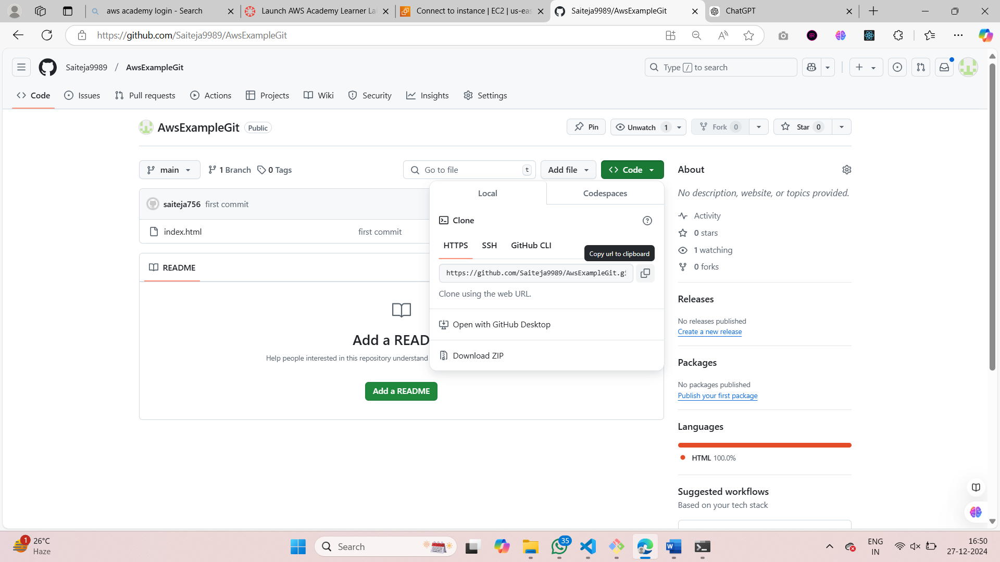 aws academy login - Search
Launch AWS Academy Learner La
Connect to instance | EC2 | us-eas
Saiteja9989/AwsExampleGit
ChatGPT
https://github.com/Saiteja9989/AwsExampleGit
Saiteja9989 / AwsExampleGit
Type / to search
Code
Issues
Pull requests
Actions
Projects
Wiki
Security
Insights
Settings
AwsExampleGit Public
Pin
Unwatch 1
Fork 0
Star 0
main
1 Branch
0 Tags
Go to file t
Add file
Code
About
No description, website, or topics provided.
Local
Codespaces
saiteja756 first commit
Clone
Activity
index.html
first commit
0 stars
HTTPS
SSH
GitHub CLI
Copy url to clipboard
1 watching
0 forks
README
https://github.com/Saiteja9989/AwsExampleGit.gi
Clone using the web URL.
Releases
No releases published
Create a new release
Open with GitHub Desktop
Add a READ
Help people interested in this repository understand
Download ZIP
Packages
No packages published
Publish your first package
Add a README
Languages
HTML 100.0%
Suggested workflows
Based on your tech stack
1
26°C
Haze
Search
35
ENG
IN
16:50
27-12-2024